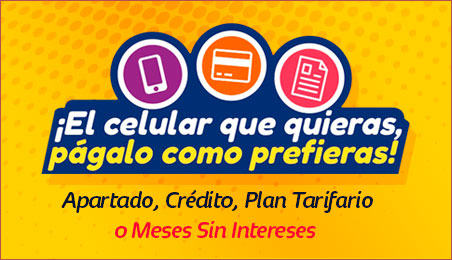 ¡El celular que quieras,
págalo como prefieras!
Apartado, Crédito, Plan Tarifario
o Meses Sin Intereses